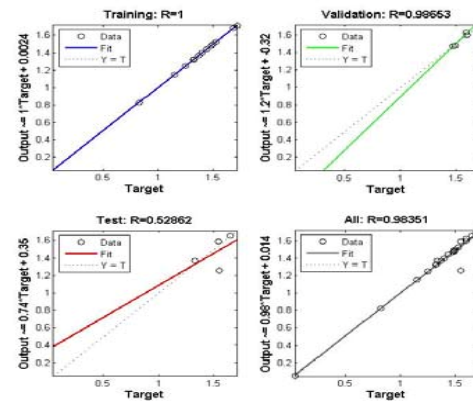 Training: R=1
Output ~= 1*Target + 0.0024
1.6
1.4
1.2
1
0.8
0.6
0.4
0.2
Data
Fit
Y = T
0.5
1
1.5
Target
Validation: R=0.98653
Output ~= 1.2*Target + -0.32
1.6
1.4
1.2
1
0.8
0.6
0.4
0.2
Data
Fit
Y = T
0.5
1
1.5
Target
Test: R=0.52862
Output ~= 0.74*Target + 0.35
1.6
1.4
1.2
1
0.8
0.6
0.4
0.2
Data
Fit
Y = T
0.5
1
1.5
Target
All: R=0.98351
Output ~= 0.98*Target + 0.014
1.6
1.4
1.2
1
0.8
0.6
0.4
0.2
Data
Fit
Y = T
0.5
1
1.5
Target